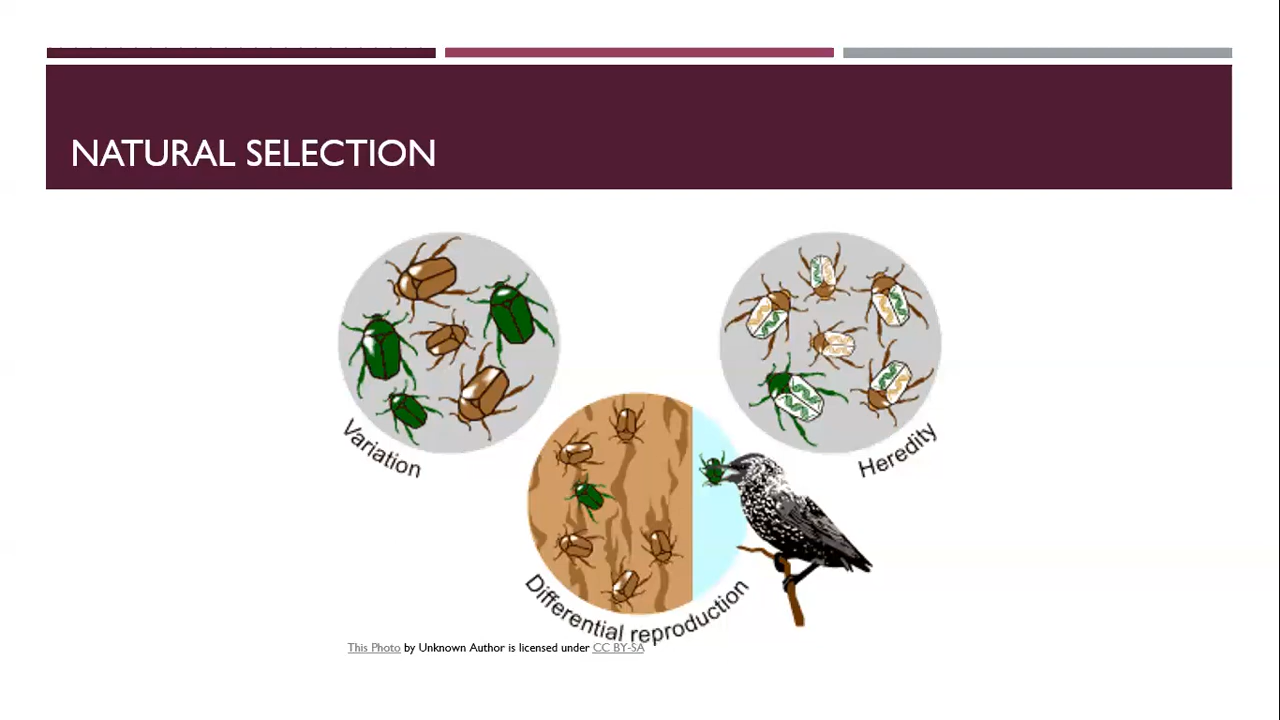 NATURAL SELECTION
Variation
Heredity
Differential reproduction
This Photo by Unknown Author is licensed under CC BY-SA